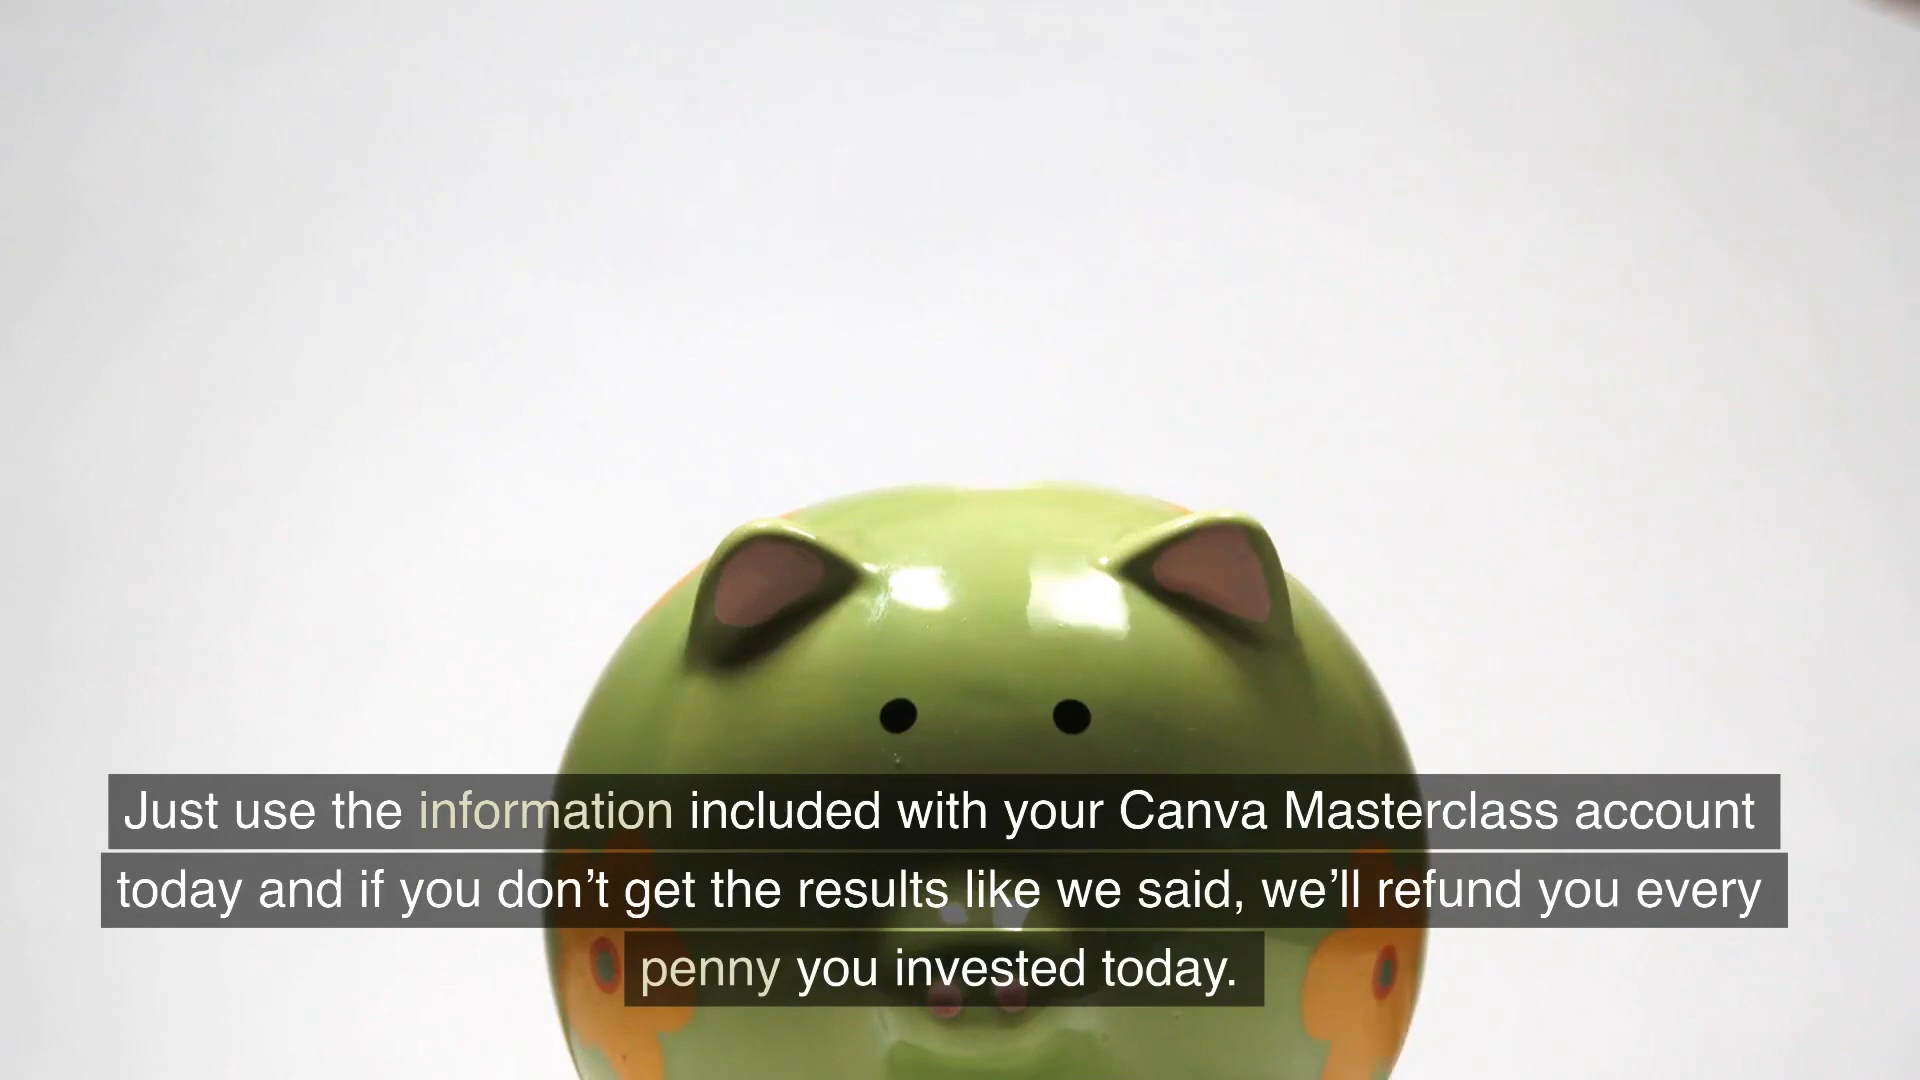 Just use the information included with your Canva Masterclass account
today and if you don’t get the results like we said, we’ll refund you every
penny you invested today.